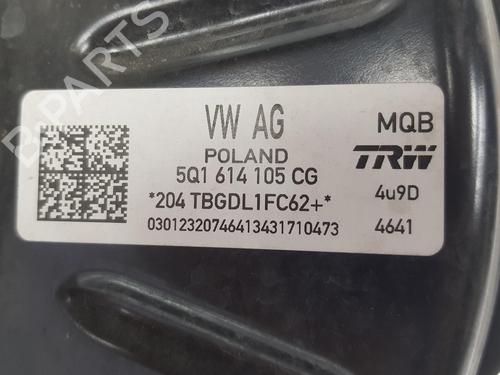 VW AG
MQB
POLAND
TRW
5Q1 614 105 CG
*204 TBGDL1FC62+*
4u9D
03012320746413431710473
4641
B-PARTS